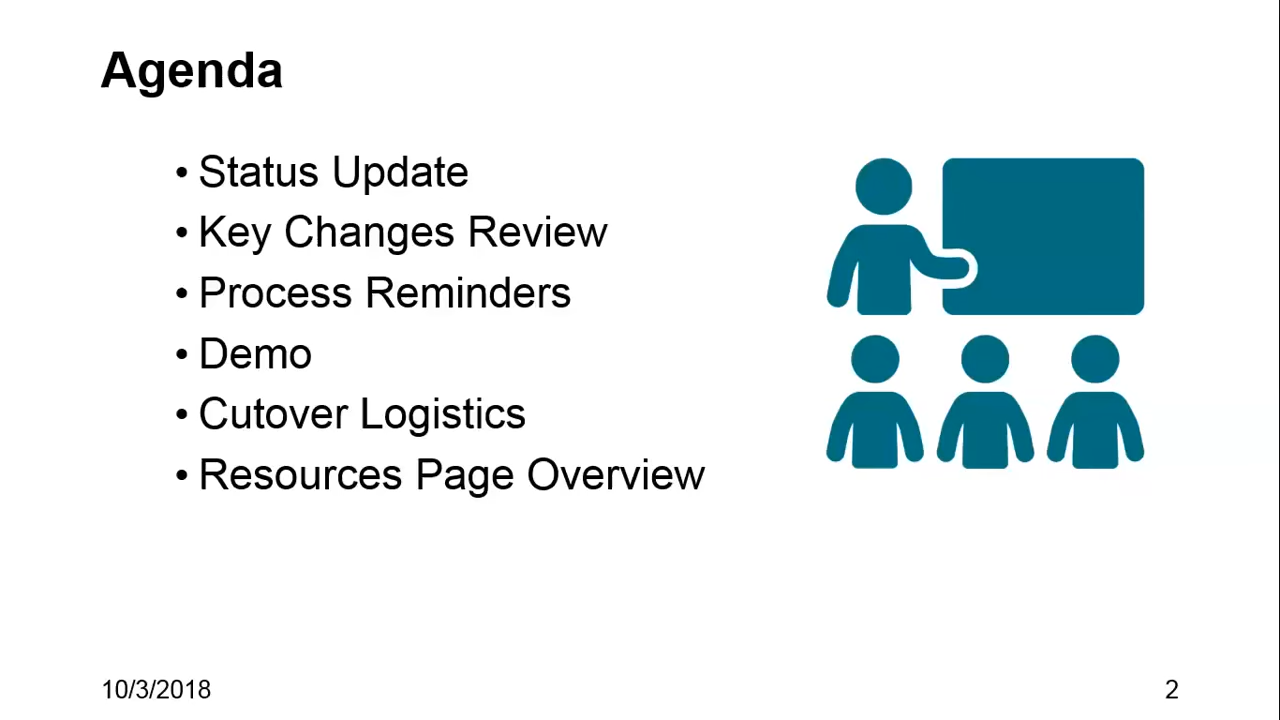 Agenda
• Status Update
• Key Changes Review
• Process Reminders
• Demo
• Cutover Logistics
• Resources Page Overview
10/3/2018
2